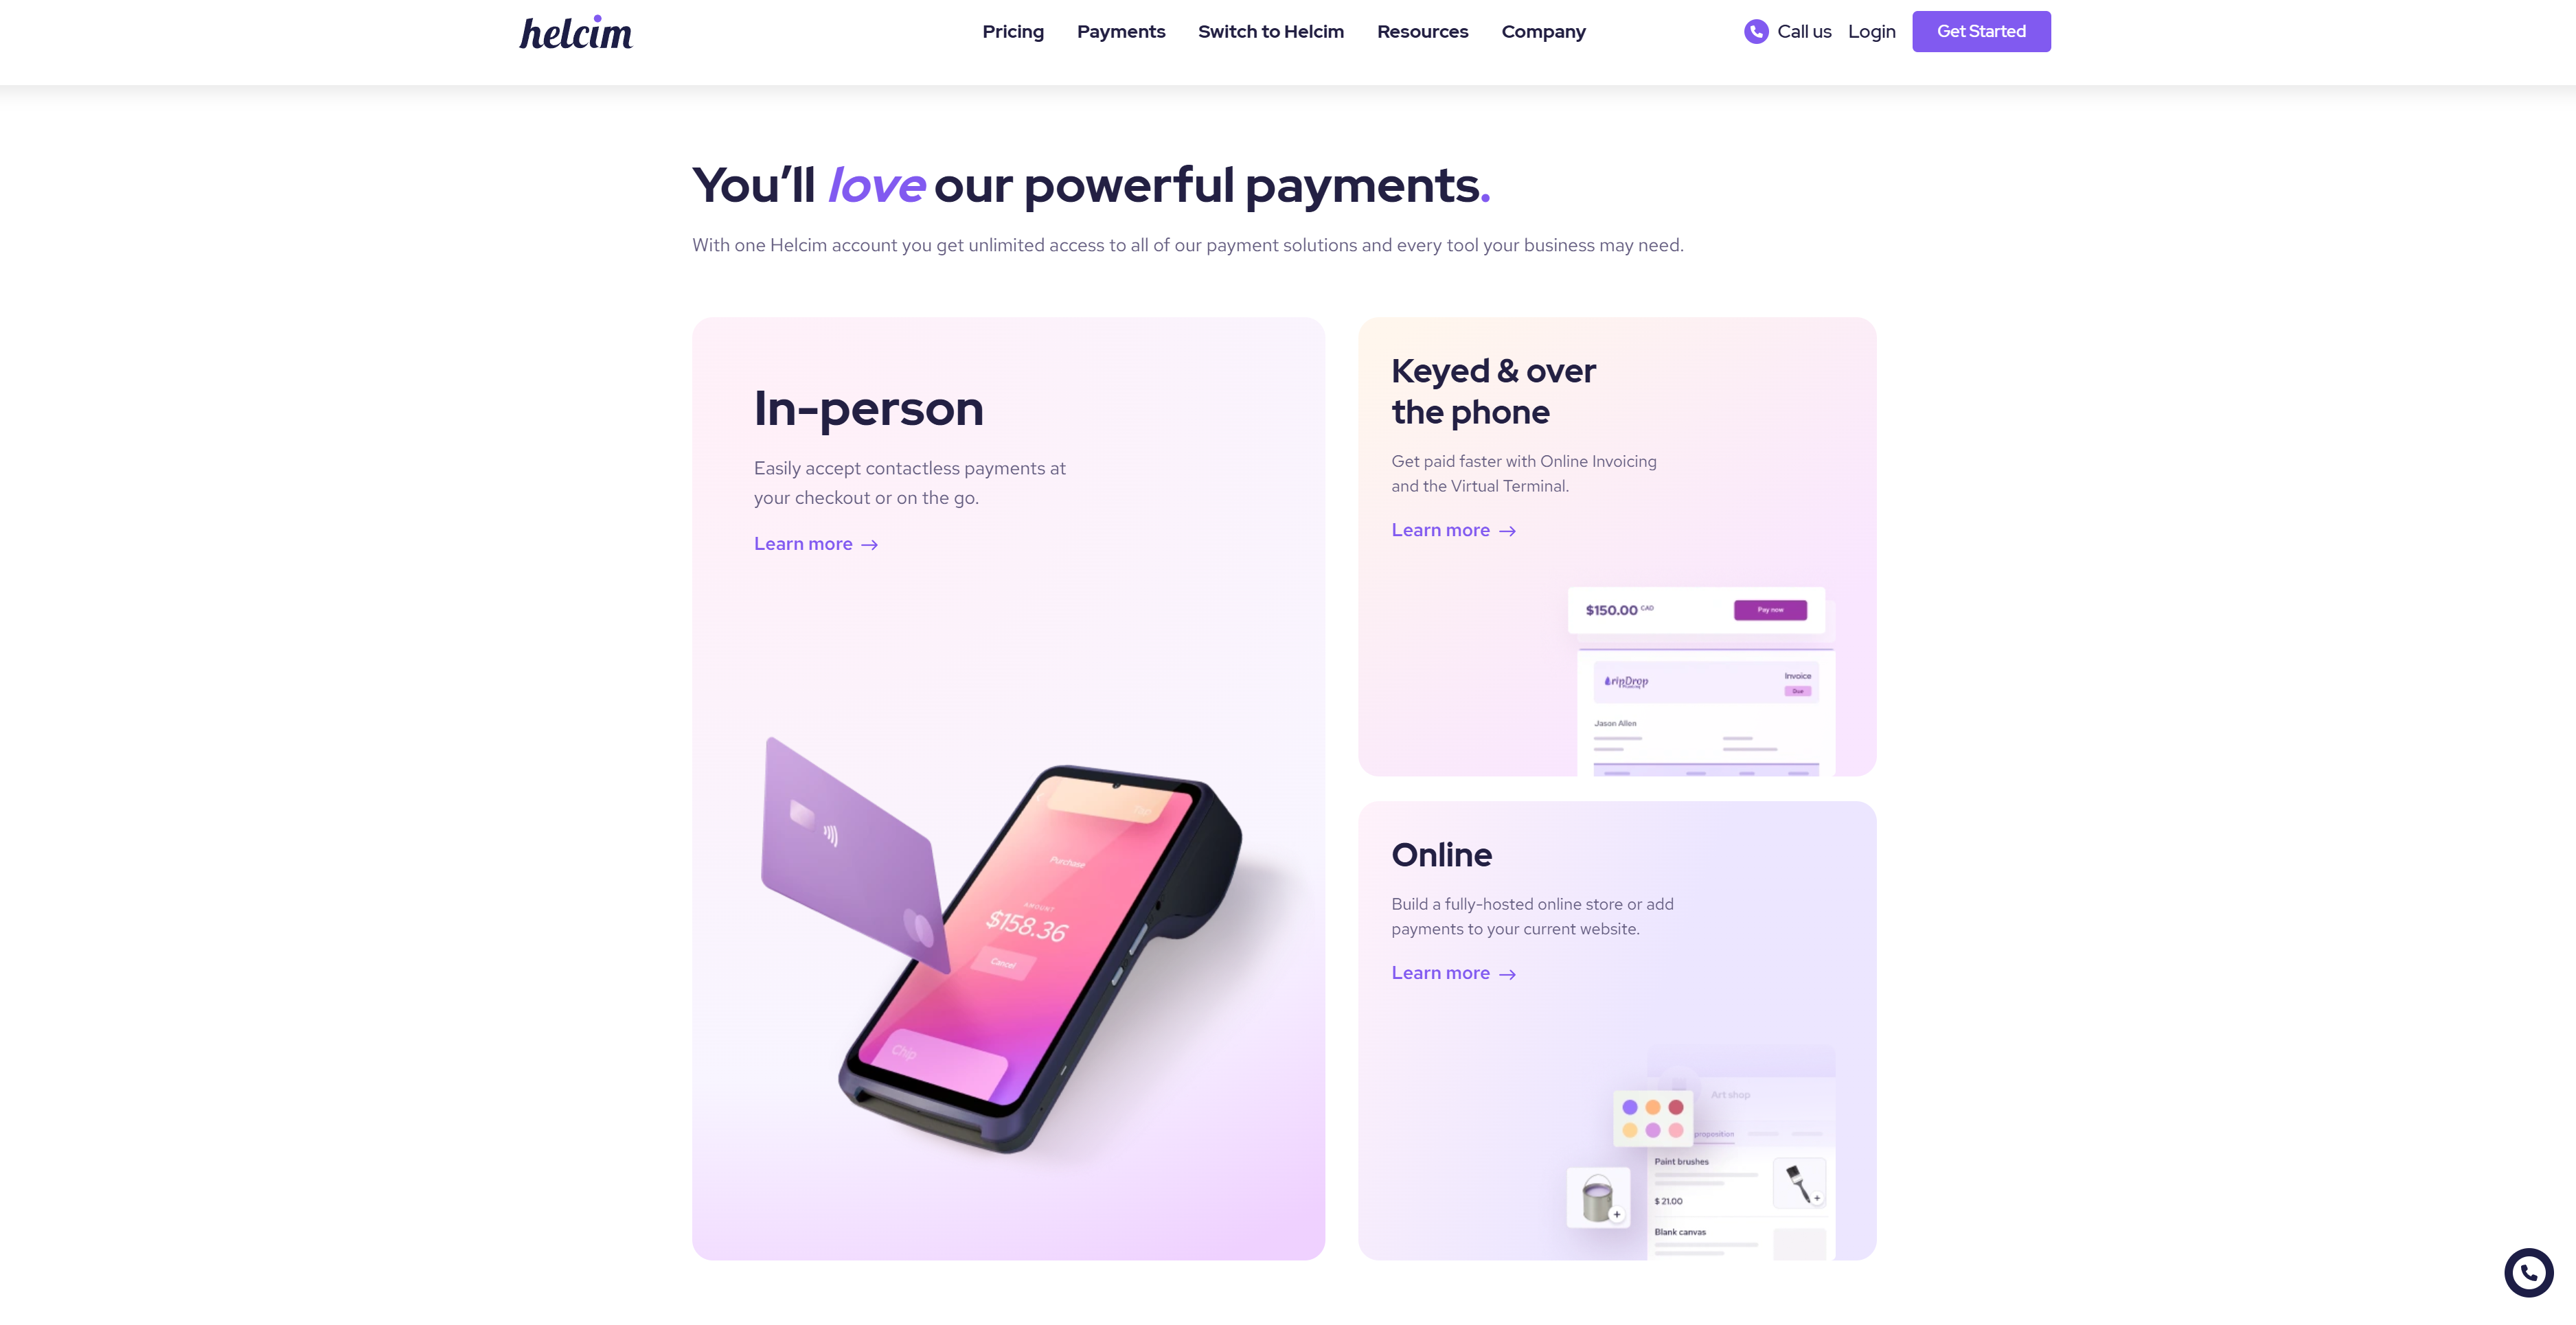 helcim
Pricing Payments Switch to Helcim Resources Company
Call us Login Get Started
You’ll love our powerful payments.
With one Helcim account you get unlimited access to all of our payment solutions and every tool your business may need.
In-person
Easily accept contactless payments at
your checkout or on the go.
Learn more →
Tap
Purchase
AMOUNT
$158.36
Cancel
Chip
Keyed & over
the phone
Get paid faster with Online Invoicing
and the Virtual Terminal.
Learn more →
$150.00 CAD
Pay now
ripDrop
Invoice
Due
Jason Allen
Online
Build a fully-hosted online store or add
payments to your current website.
Learn more →
Art shop
proposition
Paint brushes
$ 21.00
Blank canvas